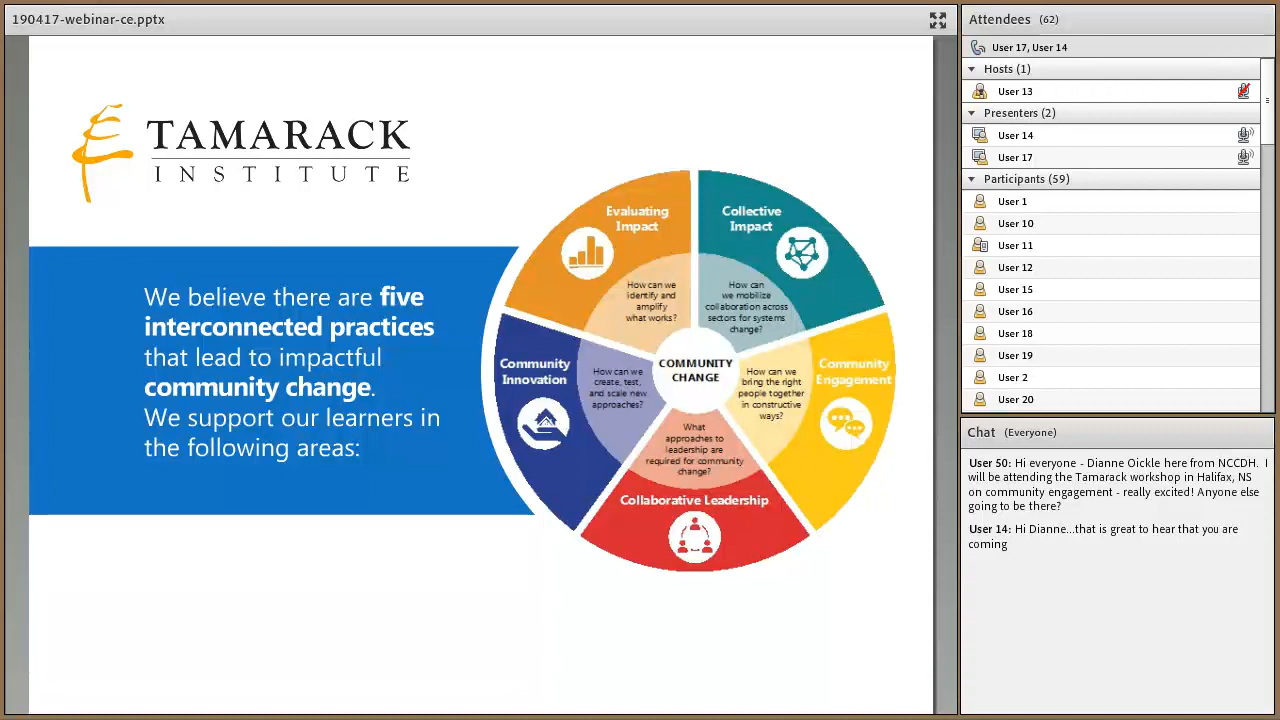 190417-webinar-ce.pptx
TAMARACK
INSTITUTE
We believe there are five
interconnected practices
that lead to impactful
community change.
We support our learners in
the following areas:
Evaluating
Impact
How can we
identify and
amplify
what works?
Collective
Impact
How can
we mobilize
collaboration across
sectors for systems
change?
Community
Engagement
How can we
bring the right
people together
in constructive
ways?
Collaborative Leadership
What
approaches to
leadership are
required for community
change?
Community
Innovation
How can we
create, test,
and scale new
approaches?
COMMUNITY
CHANGE
Attendees (62)
User 17, User 14
Hosts (1)
User 13
Presenters (2)
User 14
User 17
Participants (59)
User 1
User 10
User 11
User 12
User 15
User 16
User 18
User 19
User 2
User 20
Chat (Everyone)
User 50: Hi everyone - Dianne Oickle here from NCCDH. I
will be attending the Tamarack workshop in Halifax, NS
on community engagement - really excited! Anyone else
going to be there?
User 14: Hi Dianne...that is great to hear that you are
coming